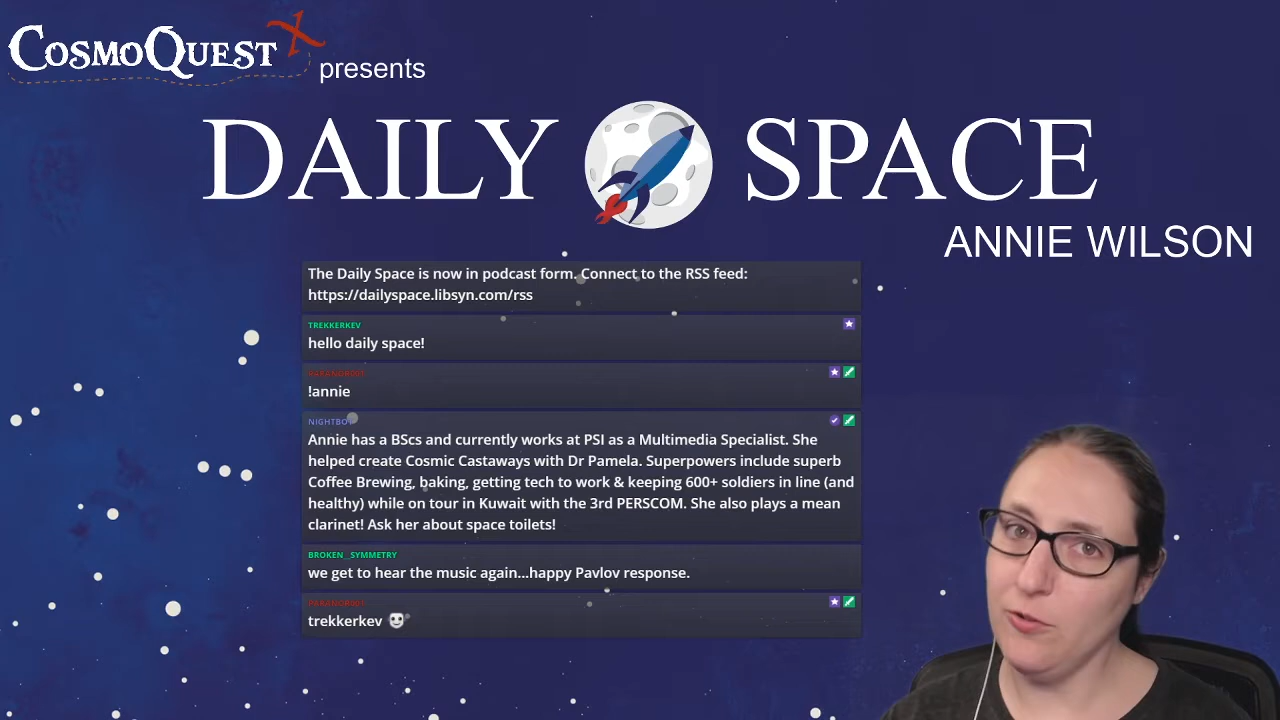 CosmoQuest X
presents
DAILY SPACE
ANNIE WILSON
The Daily Space is now in podcast form. Connect to the RSS feed:
https://dailyspace.libsyn.com/rss
TREKKERKEV
hello daily space!
!annie
NIGHTBOT
Annie has a BScs and currently works at PSI as a Multimedia Specialist. She
helped create Cosmic Castaways with Dr Pamela. Superpowers include superb
Coffee Brewing, baking, getting tech to work & keeping 600+ soldiers in line (and
healthy) while on tour in Kuwait with the 3rd PERSCOM. She also plays a mean
clarinet! Ask her about space toilets!
BROKEN_SYMMETRY
we get to hear the music again...happy Pavlov response.
trekkerkev